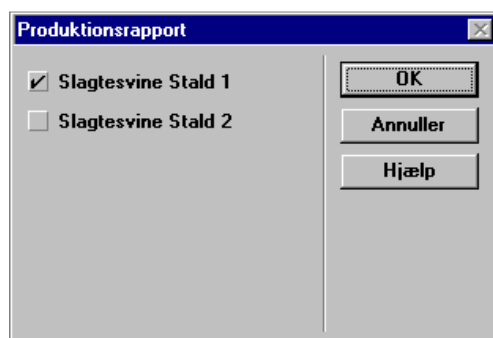 Produktionsrapport
Slagtesvine Stald 1
Slagtesvine Stald 2
OK
Annuller
Hjælp